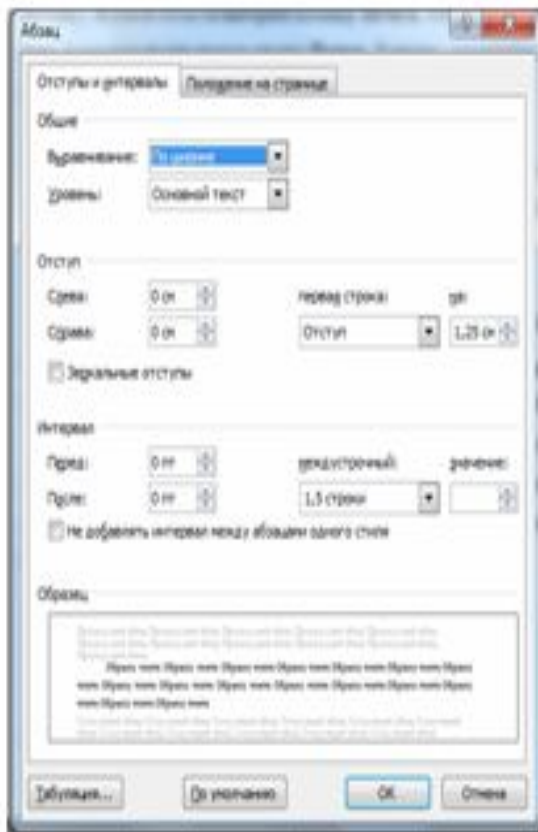 Абзац
Отступы и интервалы Положение на странице
Общие
Выравнивание: По ширине
Уровень: Основной текст
Отступ
Слева: 0 см первая строка: на:
Справа: 0 см Отступ 1,25 см
Зеркальные отступы
Интервал
Перед: 0 пт междустрочный: значение:
После: 0 пт 1,5 строки
Не добавлять интервал между абзацами одного стиля
Образец
Табуляция... По умолчанию ОК Отмена